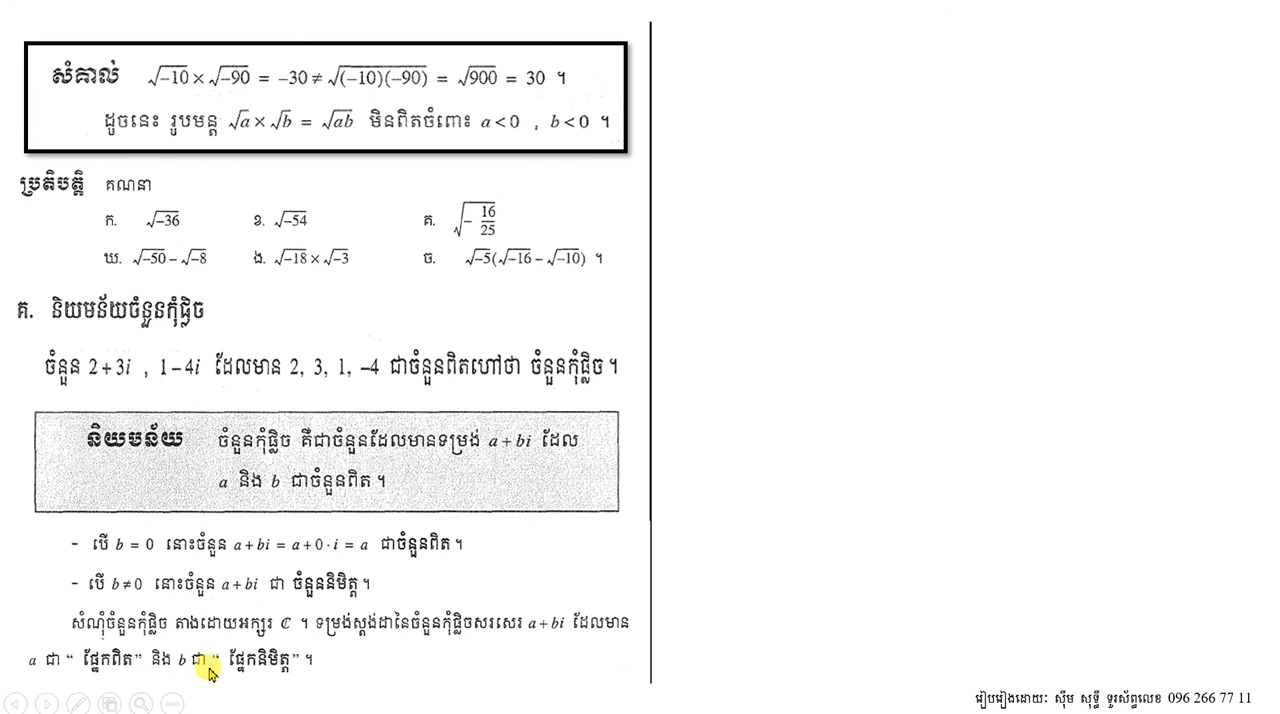 សំគាល់ √-10 × √-90 = -30 ≠ √(-10)(-90) = √900 = 30 ។
ដូចនេះ រូបមន្ត √a × √b = √ab មិនពិតចំពោះ a < 0 , b < 0 ។
ប្រតិបត្តិ គណនា
ក. √-36 ខ. √-54 គ. √-16/25
ឃ. √-50 - √-8 ង. √-18 × √-3 ច. √-5(√-16 - √-10) ។
គ. និយមន័យចំនួនកុំផ្លិច
ចំនួន 2+3i , 1-4i ដែលមាន 2, 3, 1, -4 ជាចំនួនពិតហៅថា ចំនួនកុំផ្លិច ។
និយមន័យ ចំនួនកុំផ្លិច គឺជាចំនួនដែលមានទម្រង់ a+bi ដែល
a និង b ជាចំនួនពិត ។
- បើ b = 0 នោះចំនួន a+bi = a+0·i = a ជាចំនួនពិត ។
- បើ b≠0 នោះចំនួន a+bi ជា ចំនួននិមិត្ត ។
សំណុំចំនួនកុំផ្លិច តាងដោយអក្សរ ℂ ។ ទម្រង់ស្តង់ដានៃចំនួនកុំផ្លិចសរសេរ a+bi ដែលមាន
a ជា “ ផ្នែកពិត” និង b ជា “ ផ្នែកនិមិត្ត” ។
រៀបរៀងដោយៈ ស៊ីម សុទ្ធី ទូរស័ព្ទលេខ 096 266 77 11